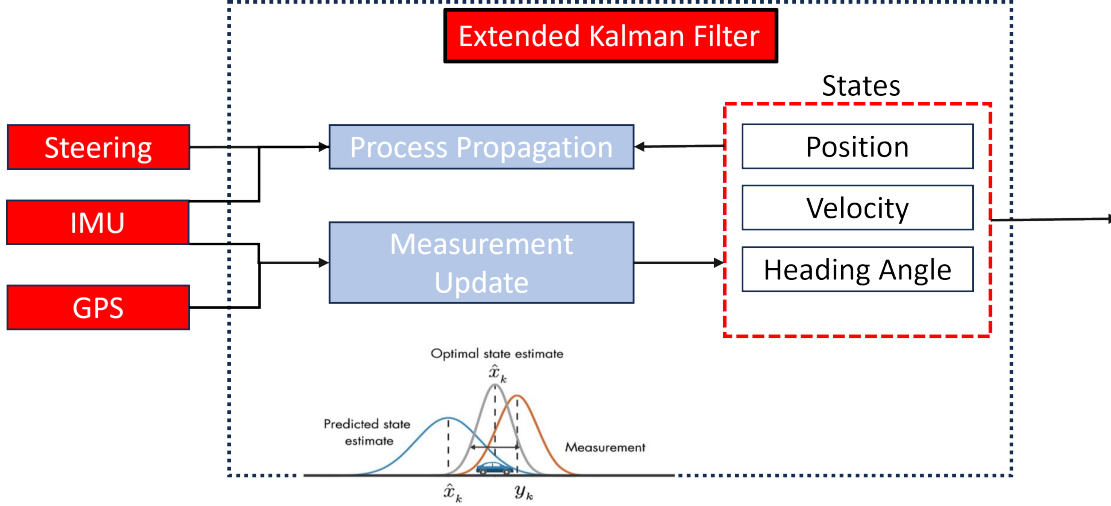 Extended Kalman Filter
States
Steering
Process Propagation
Position
IMU
Velocity
Measurement
Update
Heading Angle
GPS
Optimal state estimate
x̂ₖ
Predicted state
estimate
Measurement
x̂ₖ
yₖ